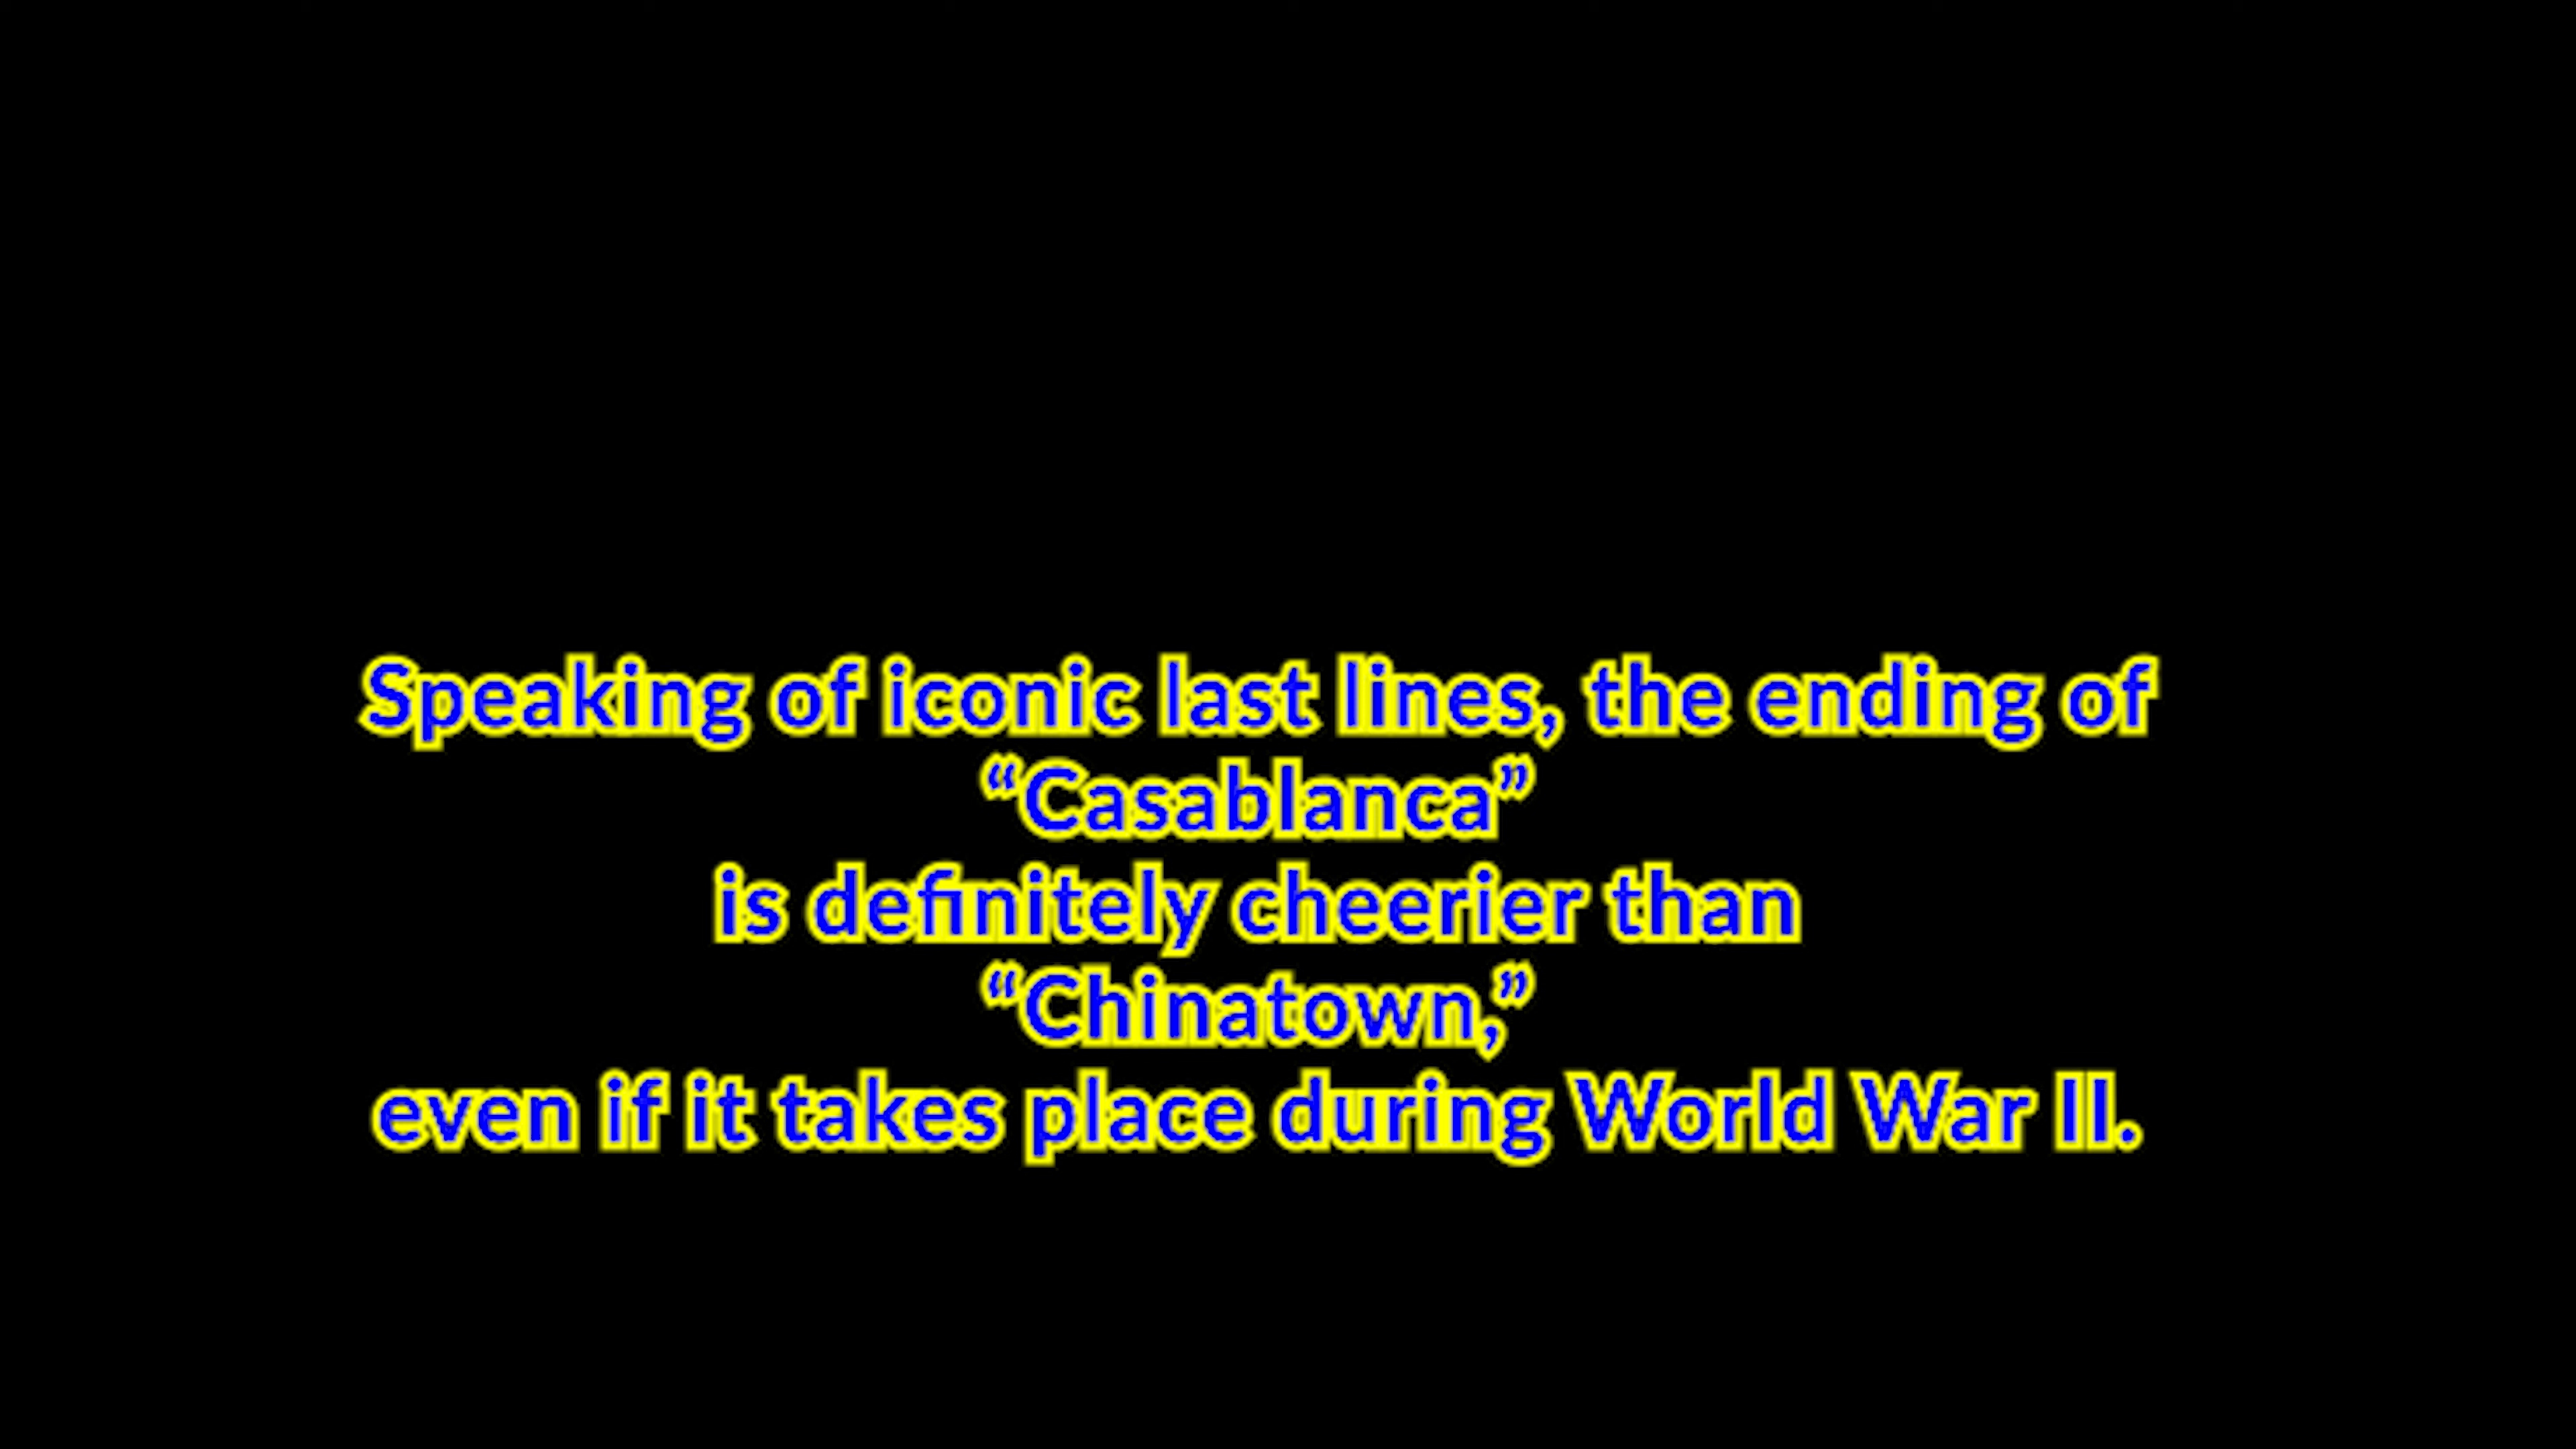 Speaking of iconic last lines, the ending of
“Casablanca”
is definitely cheerier than
“Chinatown,”
even if it takes place during World War II.